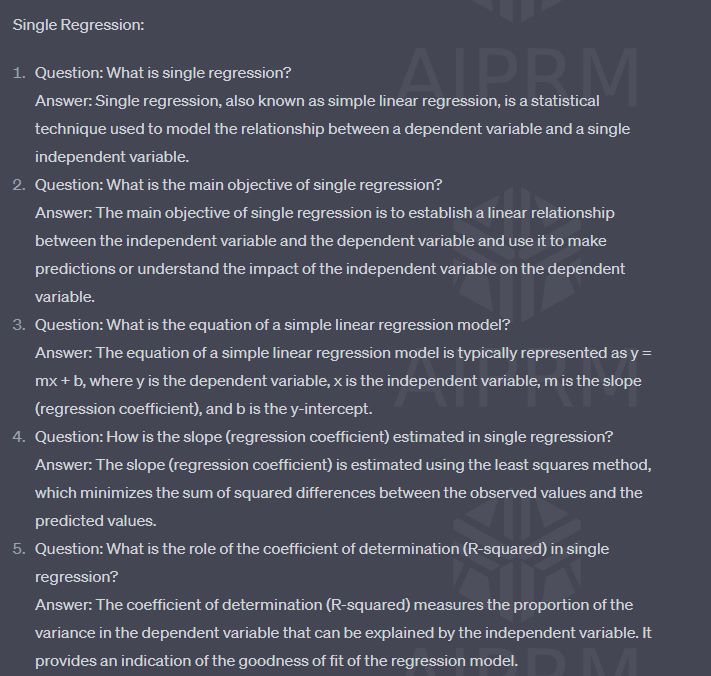 Single Regression:
1. Question: What is single regression?
Answer: Single regression, also known as simple linear regression, is a statistical
technique used to model the relationship between a dependent variable and a single
independent variable.
2. Question: What is the main objective of single regression?
Answer: The main objective of single regression is to establish a linear relationship
between the independent variable and the dependent variable and use it to make
predictions or understand the impact of the independent variable on the dependent
variable.
3. Question: What is the equation of a simple linear regression model?
Answer: The equation of a simple linear regression model is typically represented as y =
mx + b, where y is the dependent variable, x is the independent variable, m is the slope
(regression coefficient), and b is the y-intercept.
4. Question: How is the slope (regression coefficient) estimated in single regression?
Answer: The slope (regression coefficient) is estimated using the least squares method,
which minimizes the sum of squared differences between the observed values and the
predicted values.
5. Question: What is the role of the coefficient of determination (R-squared) in single
regression?
Answer: The coefficient of determination (R-squared) measures the proportion of the
variance in the dependent variable that can be explained by the independent variable. It
provides an indication of the goodness of fit of the regression model.
AIPRM
AIPRM
AIPRM